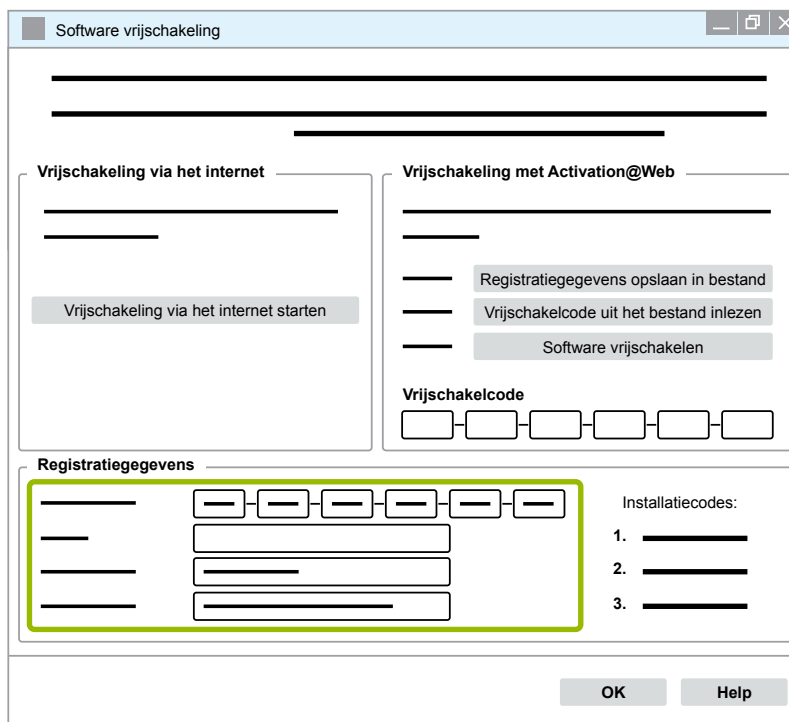 Software vrijschakeling
Vrijschakeling via het internet
Vrijschakeling via het internet starten
Vrijschakeling met Activation@Web
Registratiegegevens opslaan in bestand
Vrijschakelcode uit het bestand inlezen
Software vrijschakelen
Vrijschakelcode
Registratiegegevens
Installatiecodes:
1.
2.
3.
OK
Help